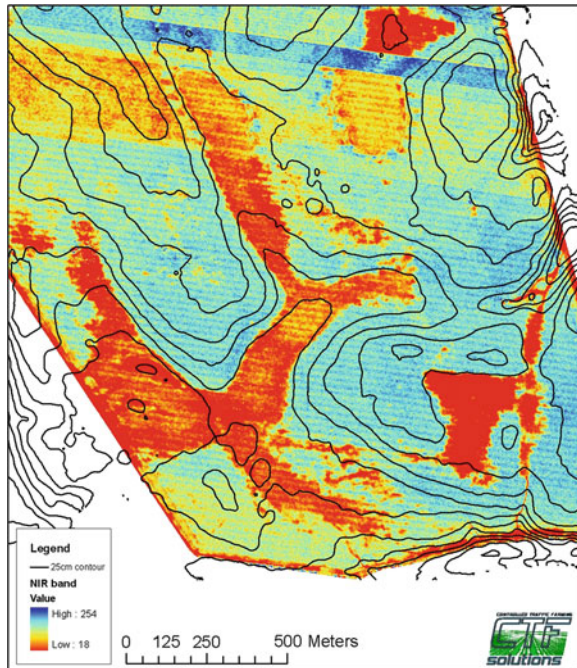 Legend
25cm contour
NIR band
Value
High : 254
Low : 18
0 125 250 500 Meters
CONTROLLED TRAFFIC FARMING
CTF
solutions